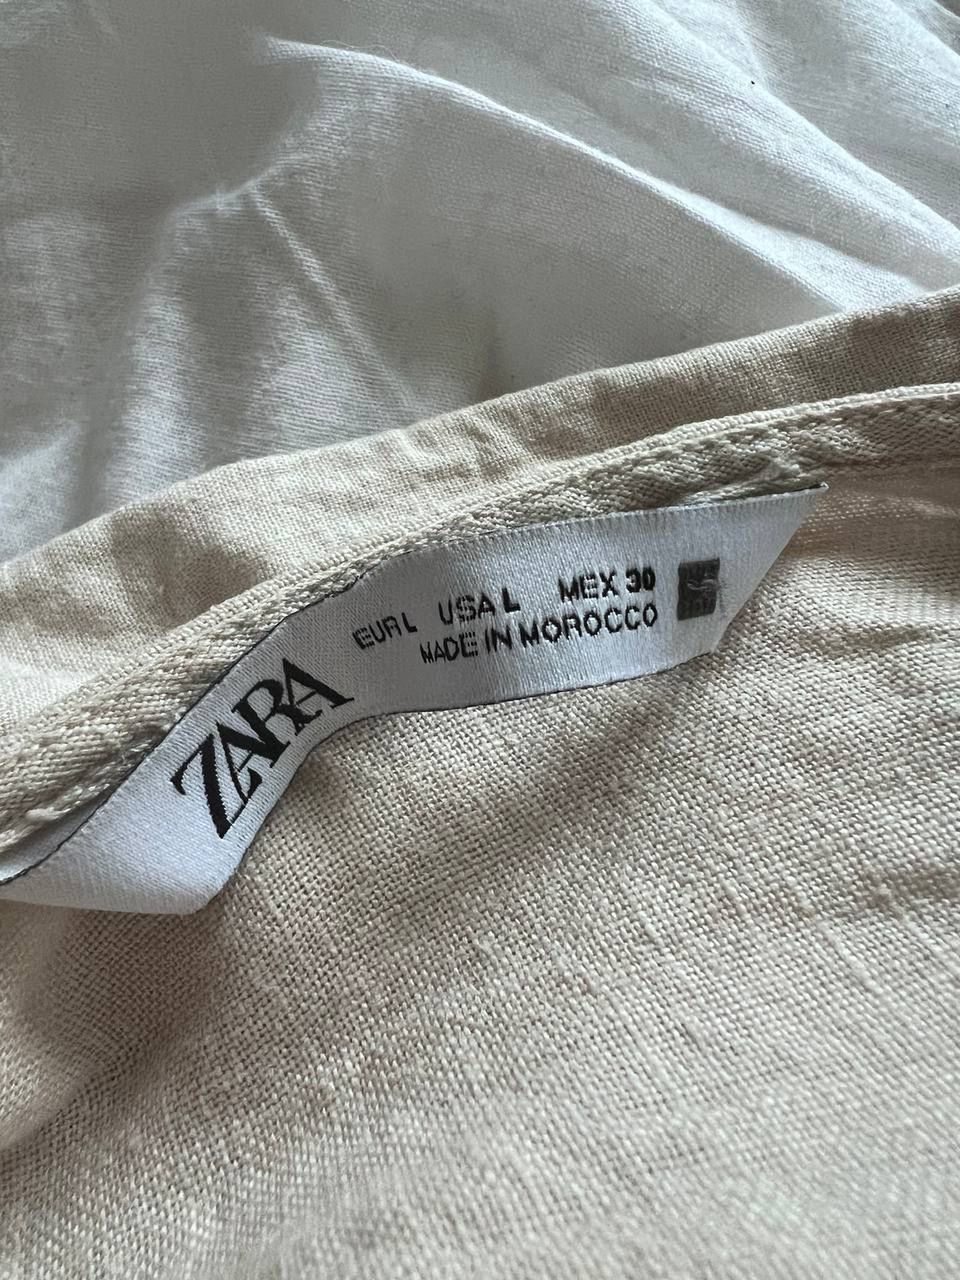 ZARA
EUR L USA L MEX 30
MADE IN MOROCCO